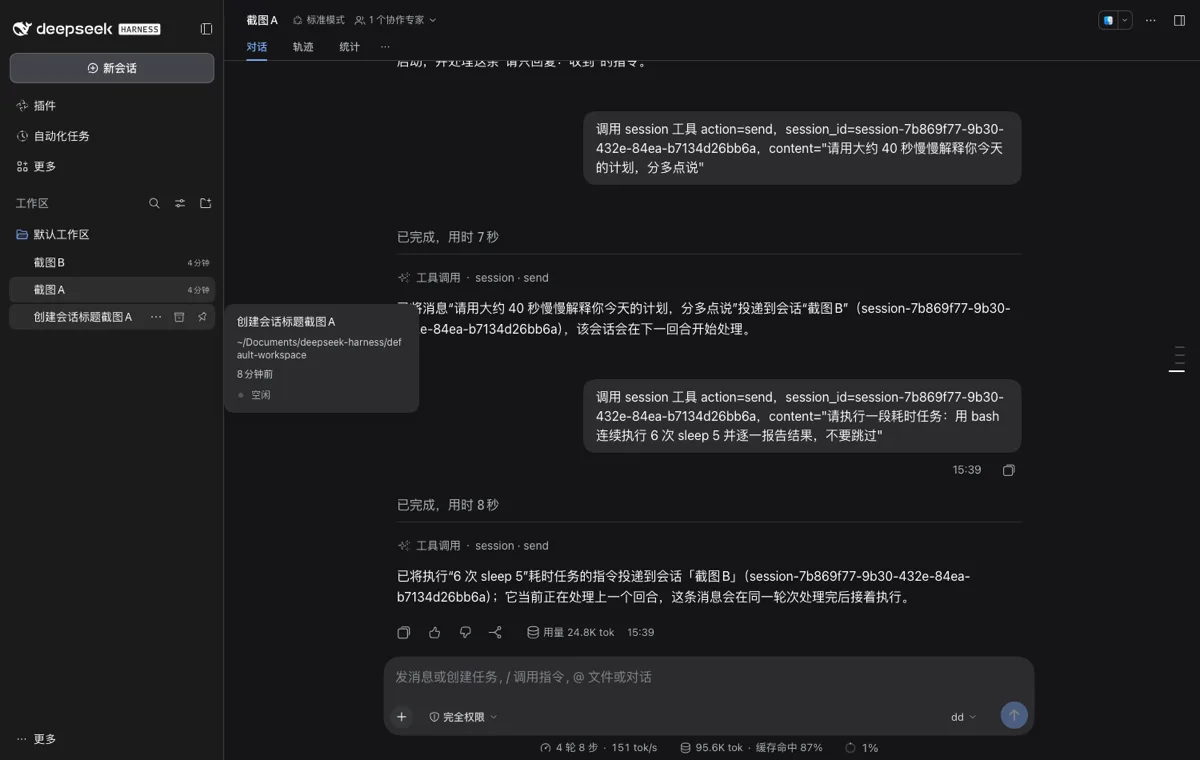 deepseek HARNESS
新会话
插件
自动化任务
更多
工作区
默认工作区
截图B 4 分钟
截图A 4 分钟
创建会话标题截图A
更多
截图A 标准模式 1 个协作专家
对话 轨迹 统计
启动，并处理这条"请只回复：收到"的指令。
调用 session 工具 action=send，session_id=session-7b869f77-9b30-
432e-84ea-b7134d26bb6a，content="请用大约 40 秒慢慢解释你今天
的计划，分多点说"
已完成，用时 7 秒
工具调用 · session · send
已将消息“请用大约 40 秒慢慢解释你今天的计划，分多点说”投递到会话“截图B”（session-7b869f77-9b30-
e-84ea-b7134d26bb6a），该会话会在下一回合开始处理。
创建会话标题截图A
~/Documents/deepseek-harness/def
ault-workspace
8 分钟前
空闲
调用 session 工具 action=send，session_id=session-7b869f77-9b30-
432e-84ea-b7134d26bb6a，content="请执行一段耗时任务：用 bash
连续执行 6 次 sleep 5 并逐一报告结果，不要跳过"
15:39
已完成，用时 8 秒
工具调用 · session · send
已将执行“6 次 sleep 5”耗时任务的指令投递到会话「截图B」（session-7b869f77-9b30-432e-84ea-
b7134d26bb6a）；它当前正在处理上一个回合，这条消息会在同一轮次处理完后接着执行。
用量 24.8K tok 15:39
发消息或创建任务, / 调用指令, @ 文件或对话
完全权限 dd
4 轮 8 步 · 151 tok/s 95.6K tok · 缓存命中 87% 1%